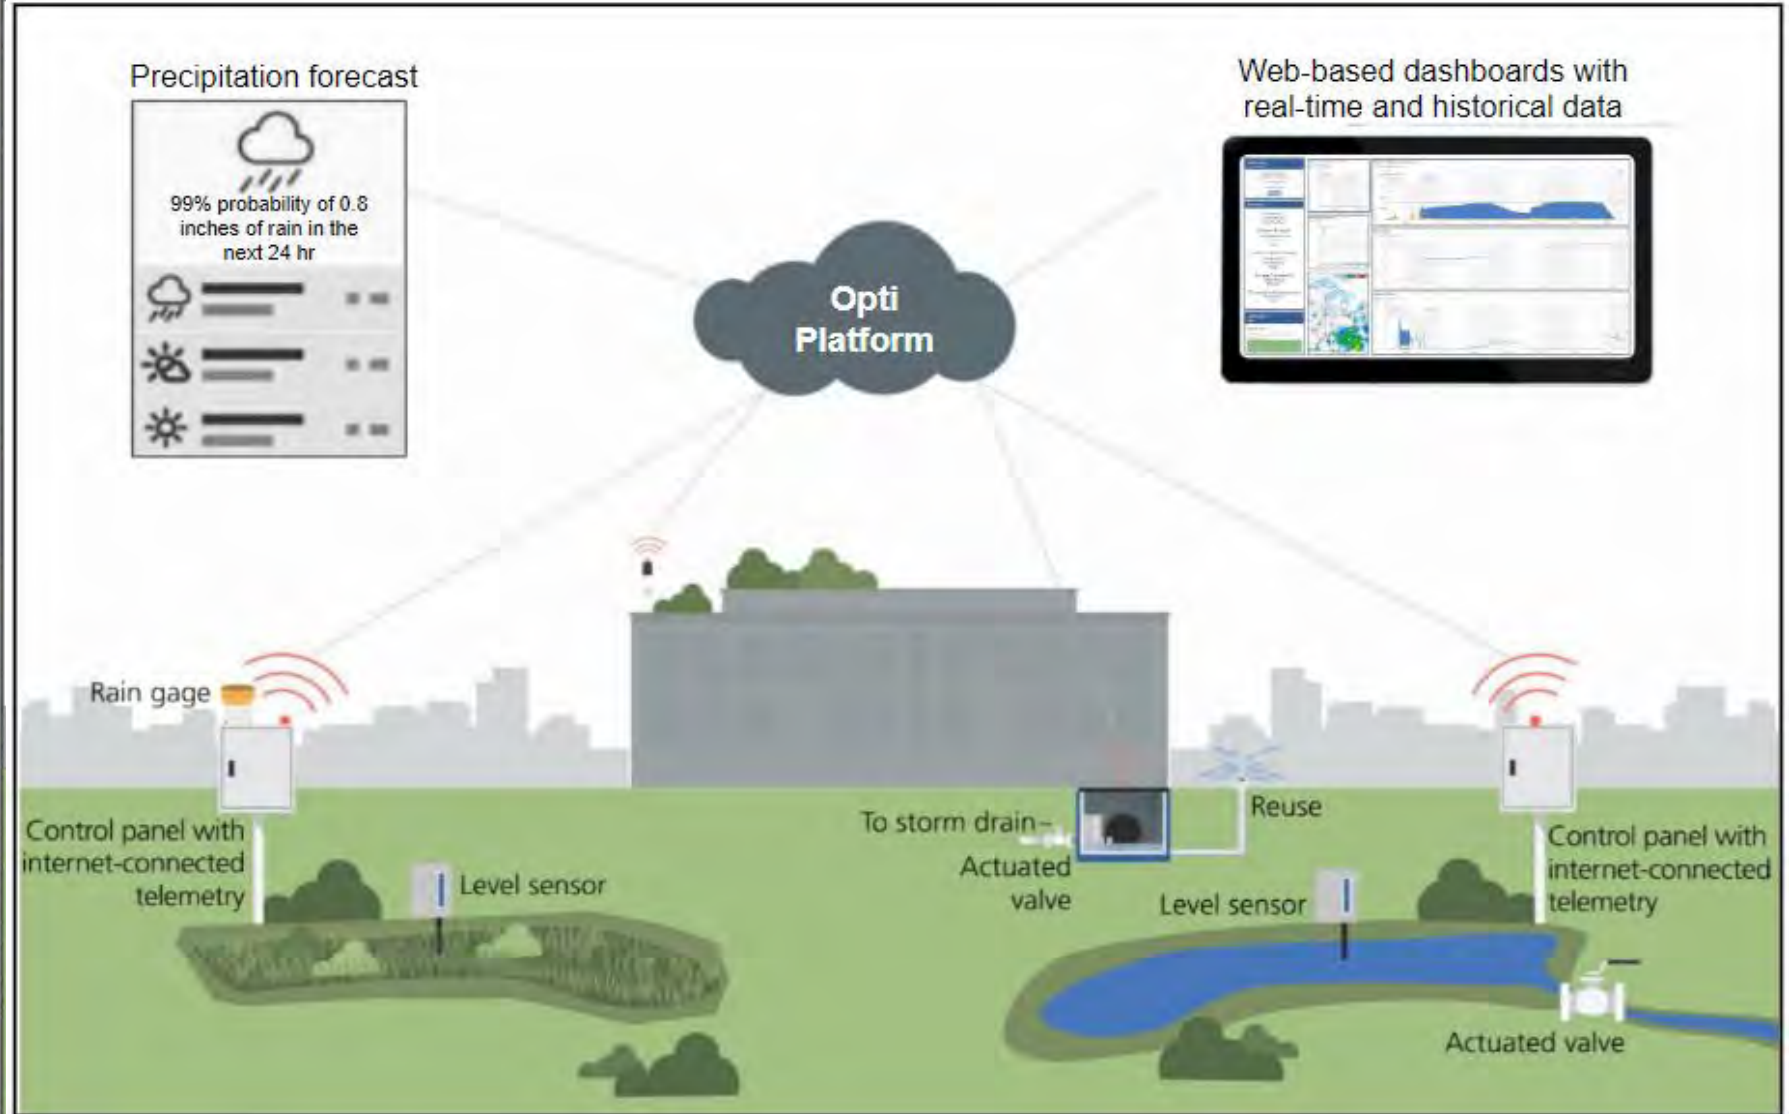 Precipitation forecast
99% probability of 0.8
inches of rain in the
next 24 hr
Web-based dashboards with
real-time and historical data
Opti
Platform
Rain gage
Control panel with
internet-connected
telemetry
Level sensor
To storm drain
Actuated
valve
Reuse
Level sensor
Control panel with
internet-connected
telemetry
Actuated valve